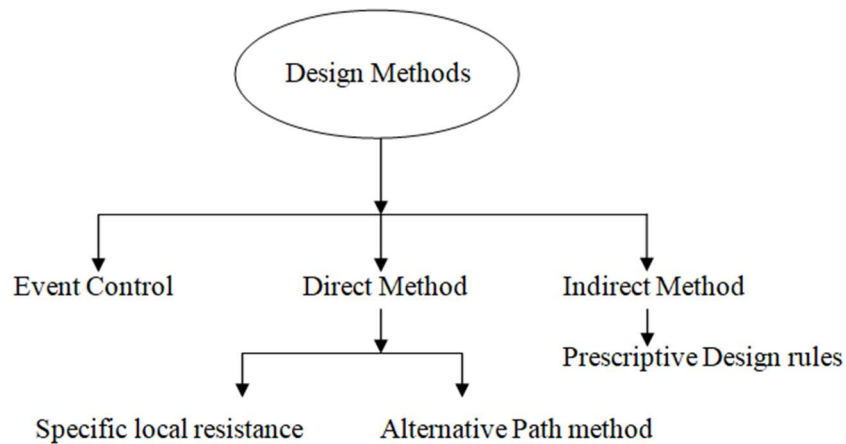 Design Methods
Event Control
Direct Method
Indirect Method
Prescriptive Design rules
Specific local resistance
Alternative Path method